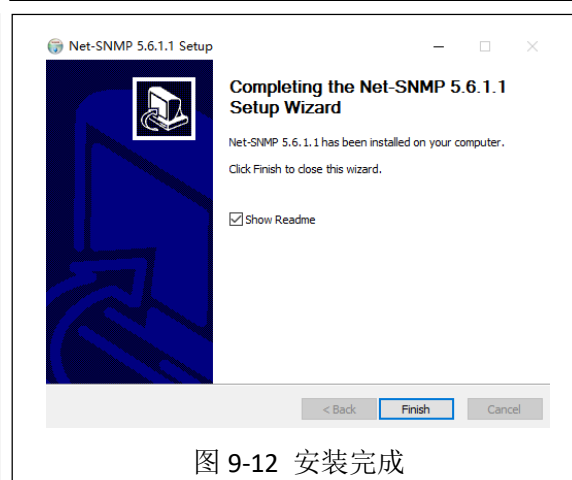 Net-SNMP 5.6.1.1 Setup
Completing the Net-SNMP 5.6.1.1
Setup Wizard
Net-SNMP 5.6.1.1 has been installed on your computer.
Click Finish to close this wizard.
Show Readme
< Back
Finish
Cancel
图 9-12 安装完成